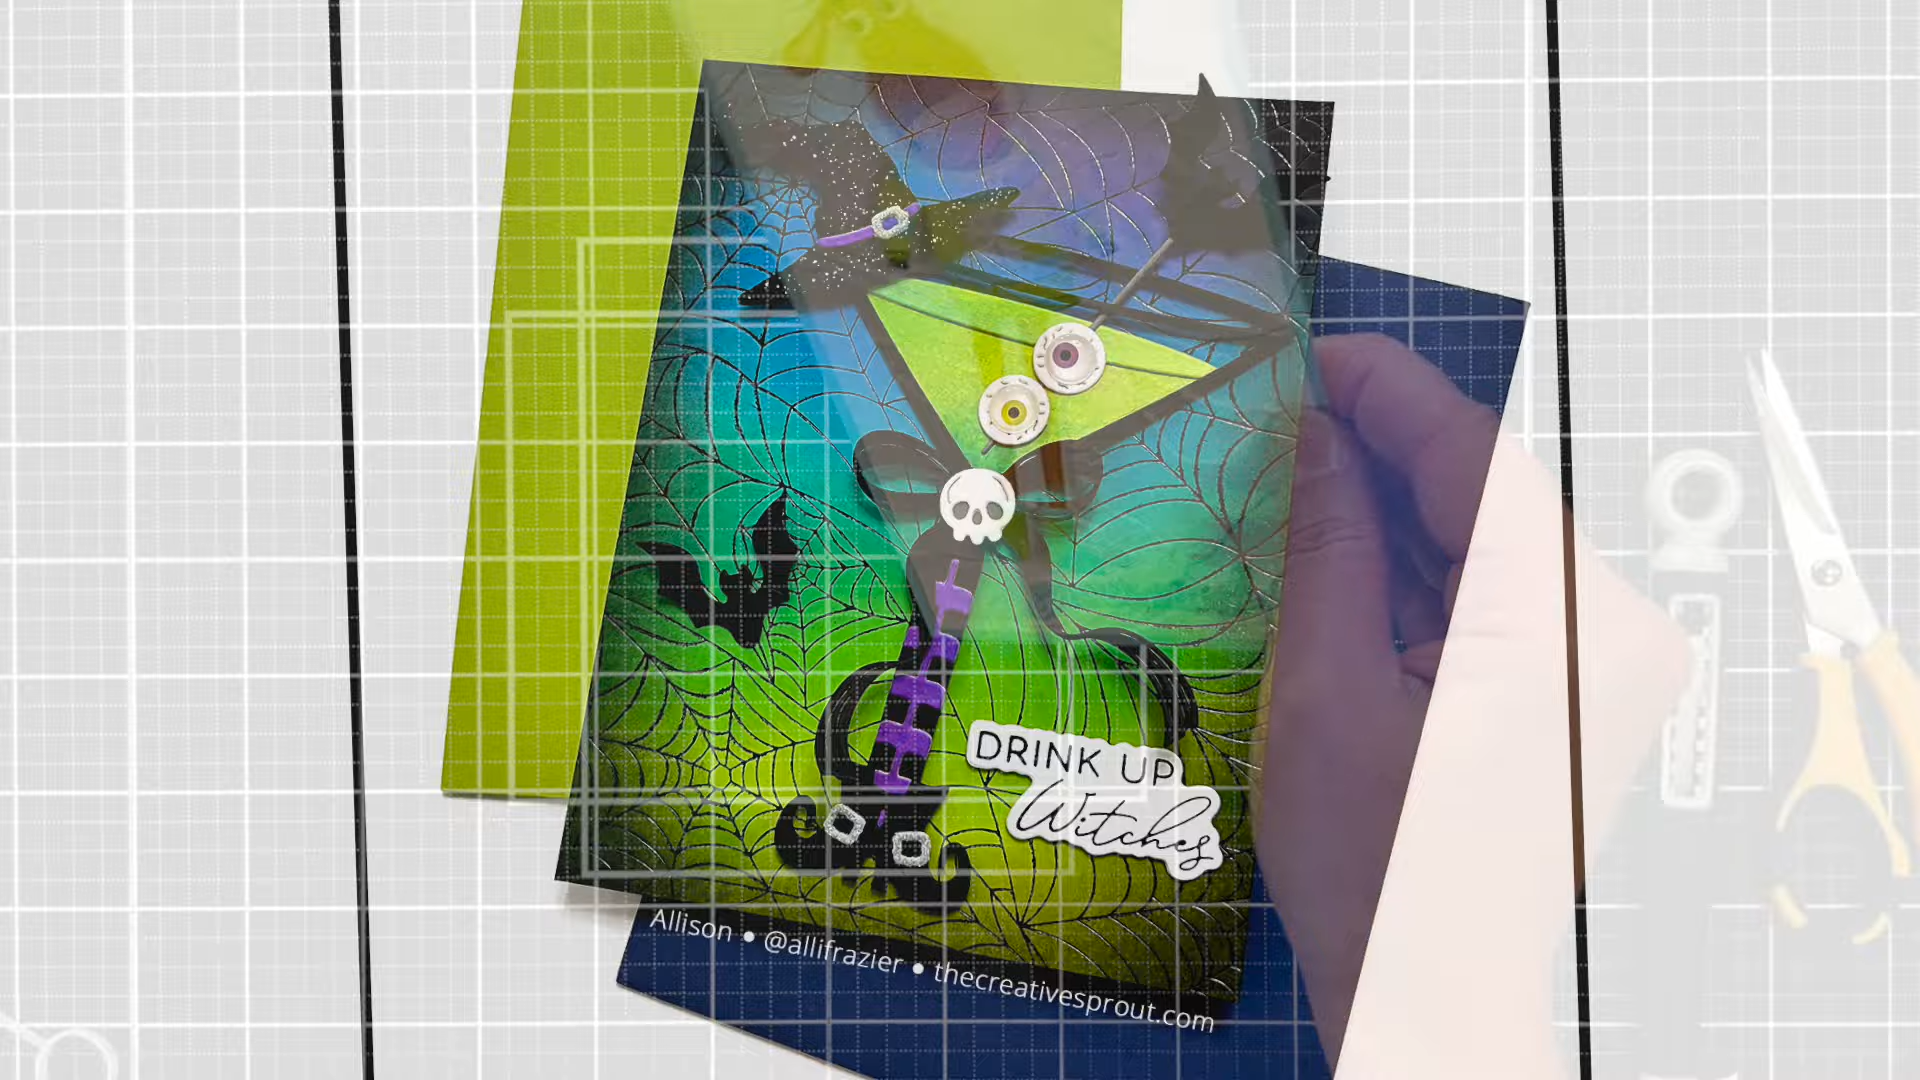 DRINK UP
Witches
Allison • @allifrazier • thecreativesprout.com